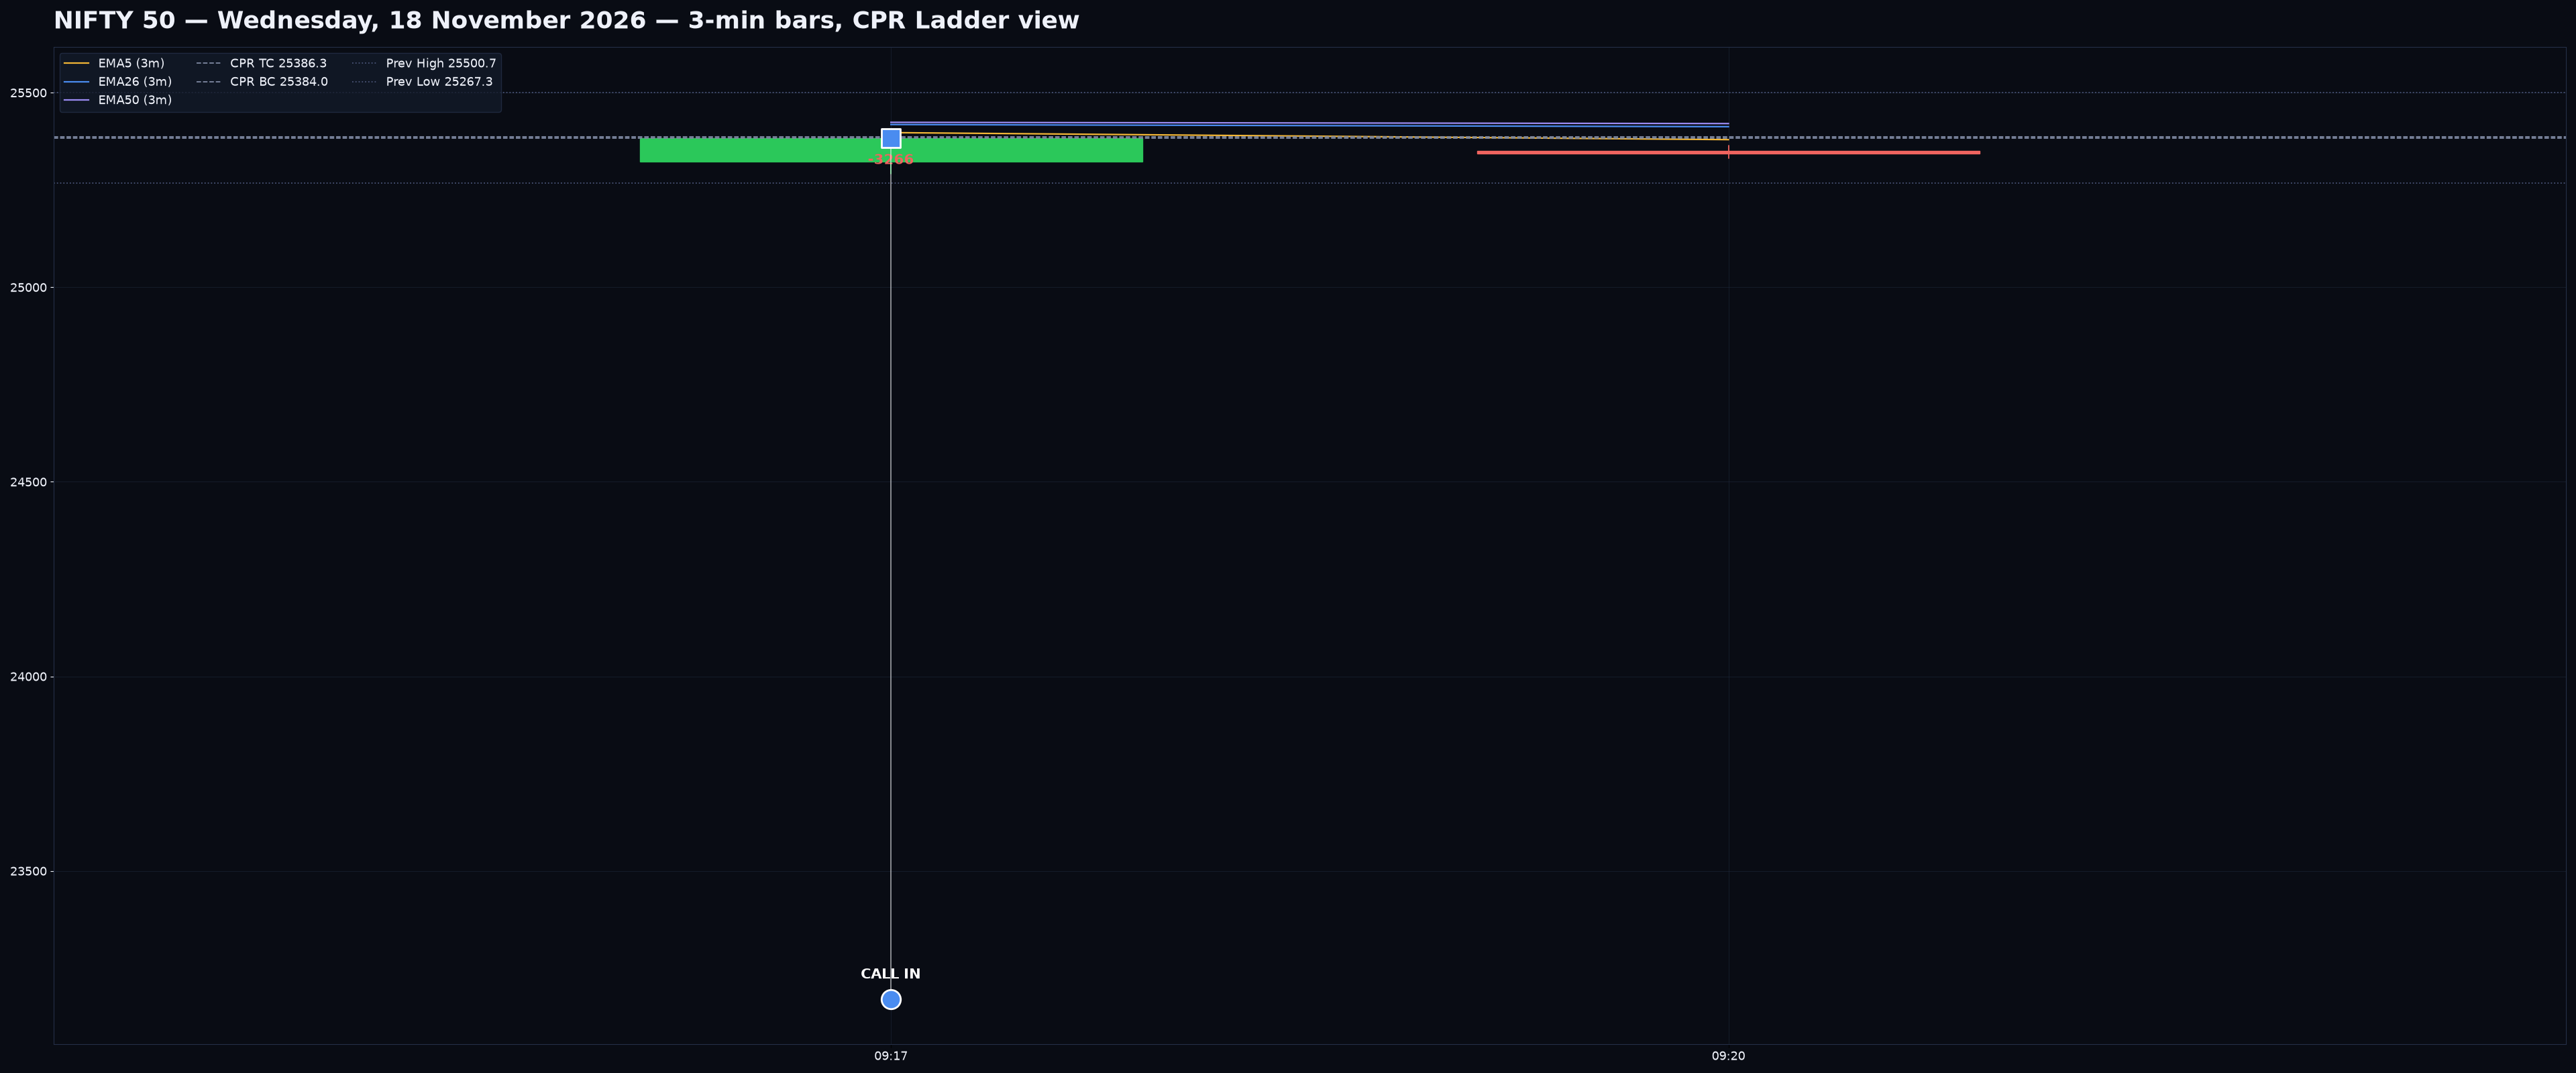 NIFTY 50 — Wednesday, 18 November 2026 — 3-min bars, CPR Ladder view
EMA5 (3m)
EMA26 (3m)
EMA50 (3m)
CPR TC 25386.3
CPR BC 25384.0
Prev High 25500.7
Prev Low 25267.3
25500
25000
24500
24000
23500
-3266
CALL IN
09:17
09:20